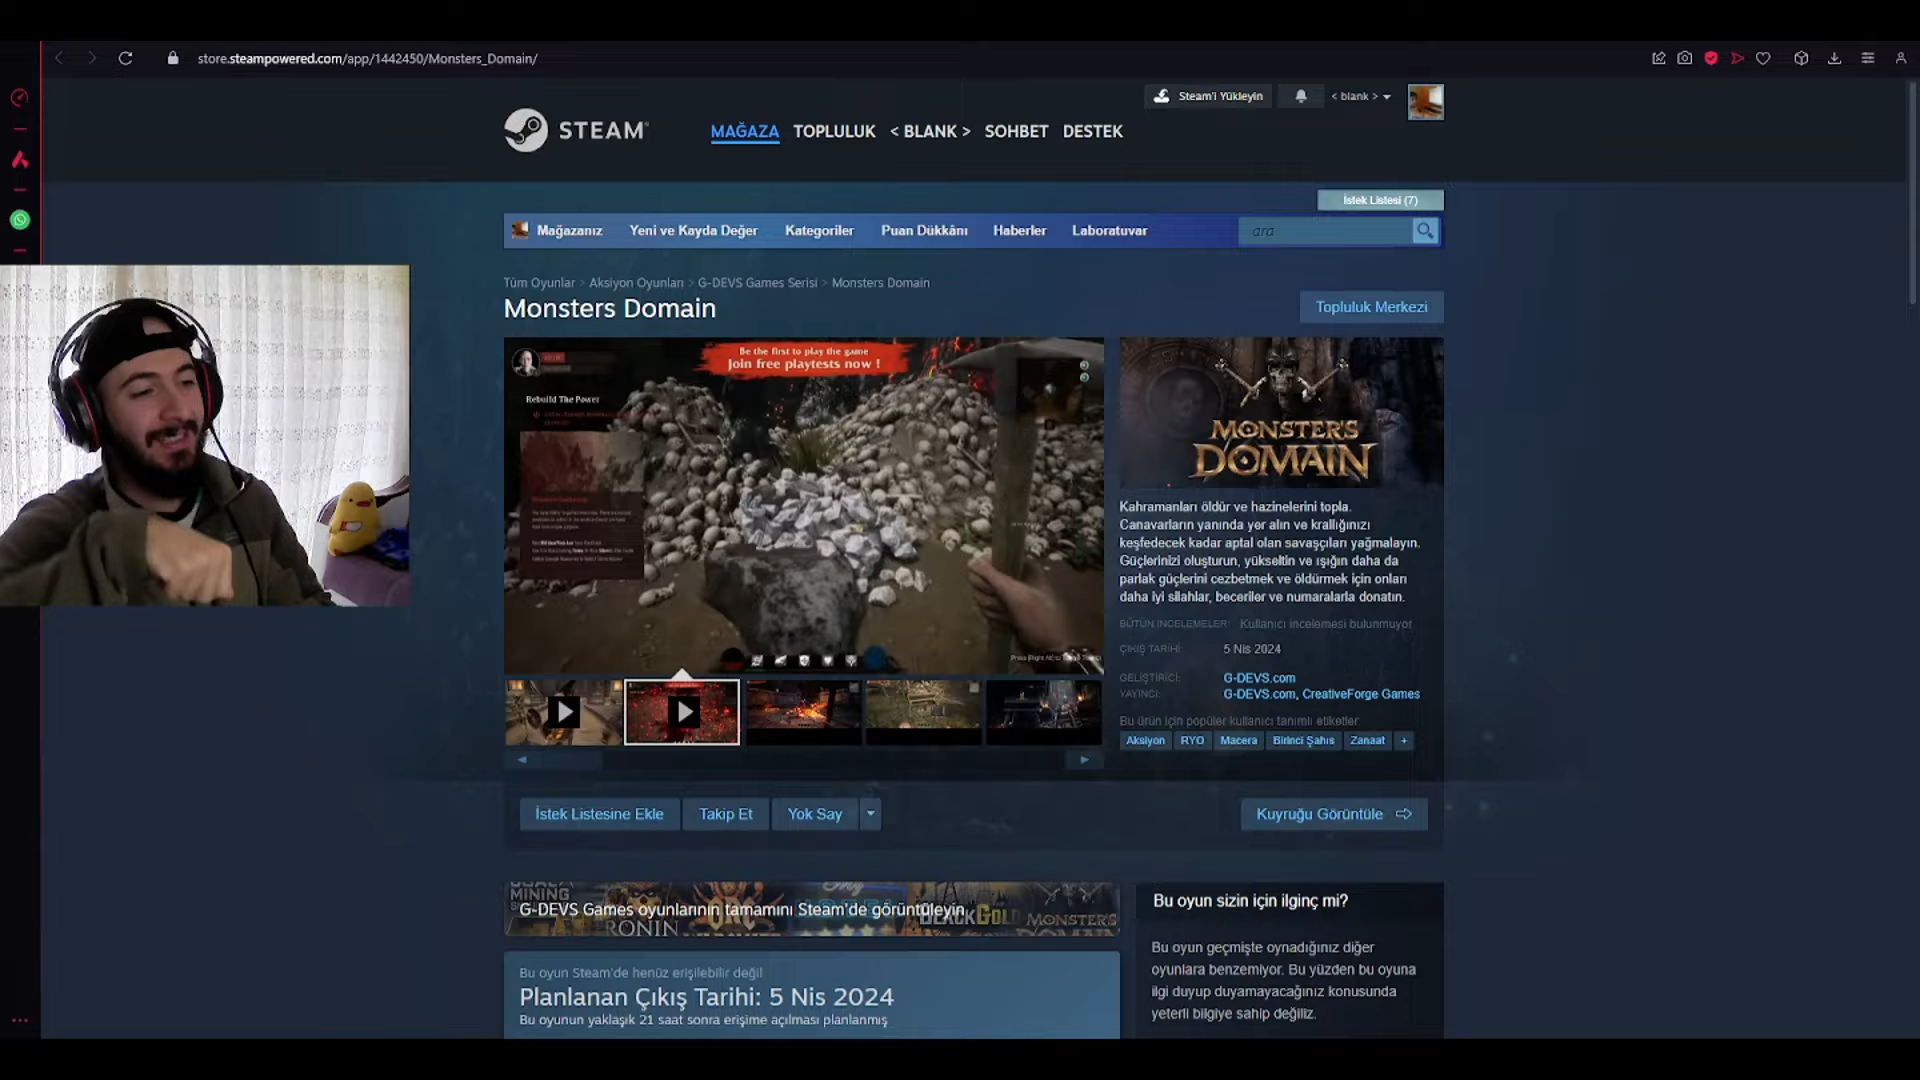 store.steampowered.com/app/1442450/Monsters_Domain/
Steam'i Yükleyin
< blank >
STEAM
MAĞAZA TOPLULUK < BLANK > SOHBET DESTEK
İstek Listesi (7)
Mağazanız Yeni ve Kayda Değer Kategoriler Puan Dükkânı Haberler Laboratuvar
ara
Tüm Oyunlar > Aksiyon Oyunları > G-DEVS Games Serisi > Monsters Domain
Monsters Domain
Topluluk Merkezi
Be the first to play the game
Join free playtests now !
Rebuild The Power
MONSTER'S
DOMAIN
Kahramanları öldür ve hazinelerini topla.
Canavarların yanında yer alın ve krallığınızı
keşfedecek kadar aptal olan savaşçıları yağmalayın.
Güçlerinizi oluşturun, yükseltin ve ışığın daha da
parlak güçlerini cezbetmek ve öldürmek için onları
daha iyi silahlar, beceriler ve numaralarla donatın.
BÜTÜN İNCELEMELER: Kullanıcı incelemesi bulunmuyor
ÇIKIŞ TARİHİ: 5 Nis 2024
GELİŞTİRİCİ: G-DEVS.com
YAYINCI: G-DEVS.com, CreativeForge Games
Bu ürün için popüler kullanıcı tanımlı etiketler:
Aksiyon RYO Macera Birinci Şahıs Zanaat +
İstek Listesine Ekle Takip Et Yok Say
Kuyruğu Görüntüle
G-DEVS Games oyunlarının tamamını Steam'de görüntüleyin
MINING
RONIN
ORC
BLACKGOLD
MONSTER'S
Bu oyun sizin için ilginç mi?
Bu oyun geçmişte oynadığınız diğer
oyunlara benzemiyor. Bu yüzden bu oyuna
ilgi duyup duyamayacağınız konusunda
yeterli bilgiye sahip değiliz.
Bu oyun Steam'de henüz erişilebilir değil
Planlanan Çıkış Tarihi: 5 Nis 2024
Bu oyunun yaklaşık 21 saat sonra erişime açılması planlanmış